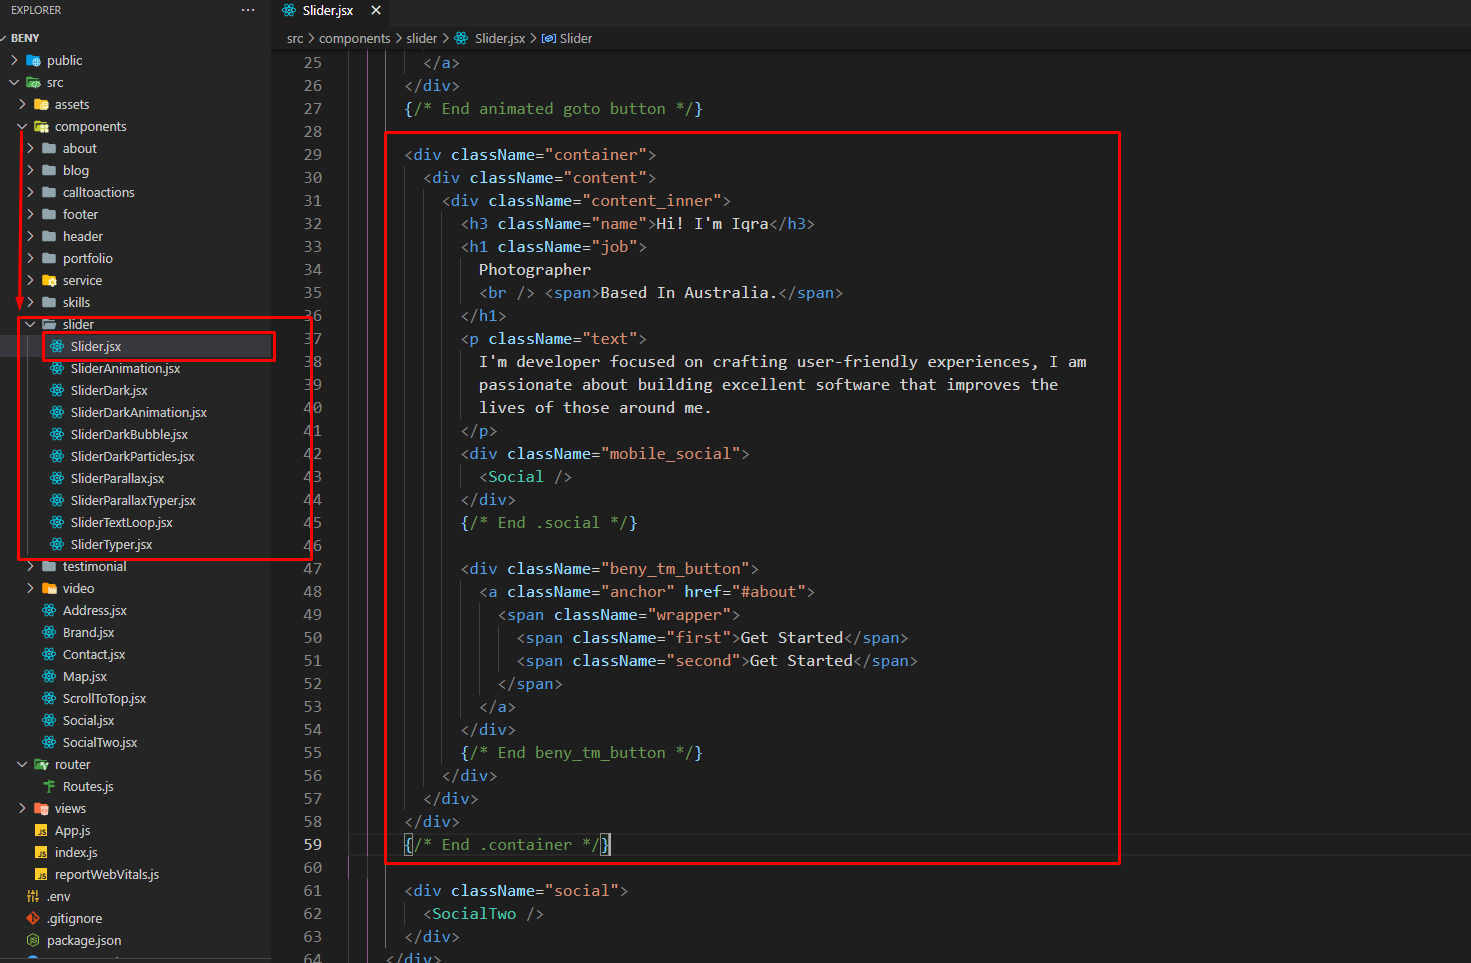 EXPLORER
···
BENY
public
src
assets
components
about
blog
calltoactions
footer
header
portfolio
service
skills
slider
Slider.jsx
SliderAnimation.jsx
SliderDark.jsx
SliderDarkAnimation.jsx
SliderDarkBubble.jsx
SliderDarkParticles.jsx
SliderParallax.jsx
SliderParallaxTyper.jsx
SliderTextLoop.jsx
SliderTyper.jsx
testimonial
video
Address.jsx
Brand.jsx
Contact.jsx
Map.jsx
ScrollToTop.jsx
Social.jsx
SocialTwo.jsx
router
Routes.js
views
JS App.js
JS index.js
JS reportWebVitals.js
.env
.gitignore
package.json
Slider.jsx ×
src > components > slider > Slider.jsx > Slider
25 </a>
26 </div>
27 {/* End animated goto button */}
28
29 <div className="container">
30 <div className="content">
31 <div className="content_inner">
32 <h3 className="name">Hi! I'm Iqra</h3>
33 <h1 className="job">
34 Photographer
35 <br /> <span>Based In Australia.</span>
36 </h1>
37 <p className="text">
38 I'm developer focused on crafting user-friendly experiences, I am
39 passionate about building excellent software that improves the
40 lives of those around me.
41 </p>
42 <div className="mobile_social">
43 <Social />
44 </div>
45 {/* End .social */}
46
47 <div className="beny_tm_button">
48 <a className="anchor" href="#about">
49 <span className="wrapper">
50 <span className="first">Get Started</span>
51 <span className="second">Get Started</span>
52 </span>
53 </a>
54 </div>
55 {/* End beny_tm_button */}
56 </div>
57 </div>
58 </div>
59 {/* End .container */}
60
61 <div className="social">
62 <SocialTwo />
63 </div>
64 </div>